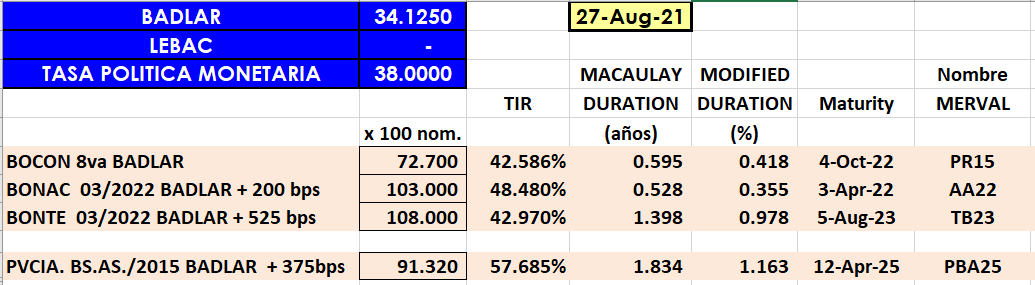 BADLAR 34.1250 27-Aug-21
LEBAC -
TASA POLITICA MONETARIA 38.0000 MACAULAY MODIFIED Nombre
TIR DURATION DURATION Maturity MERVAL
x 100 nom. (años) (%)
BOCON 8va BADLAR 72.700 42.586% 0.595 0.418 4-Oct-22 PR15
BONAC 03/2022 BADLAR + 200 bps 103.000 48.480% 0.528 0.355 3-Apr-22 AA22
BONTE 03/2022 BADLAR + 525 bps 108.000 42.970% 1.398 0.978 5-Aug-23 TB23
PVCIA. BS.AS./2015 BADLAR + 375bps 91.320 57.685% 1.834 1.163 12-Apr-25 PBA25